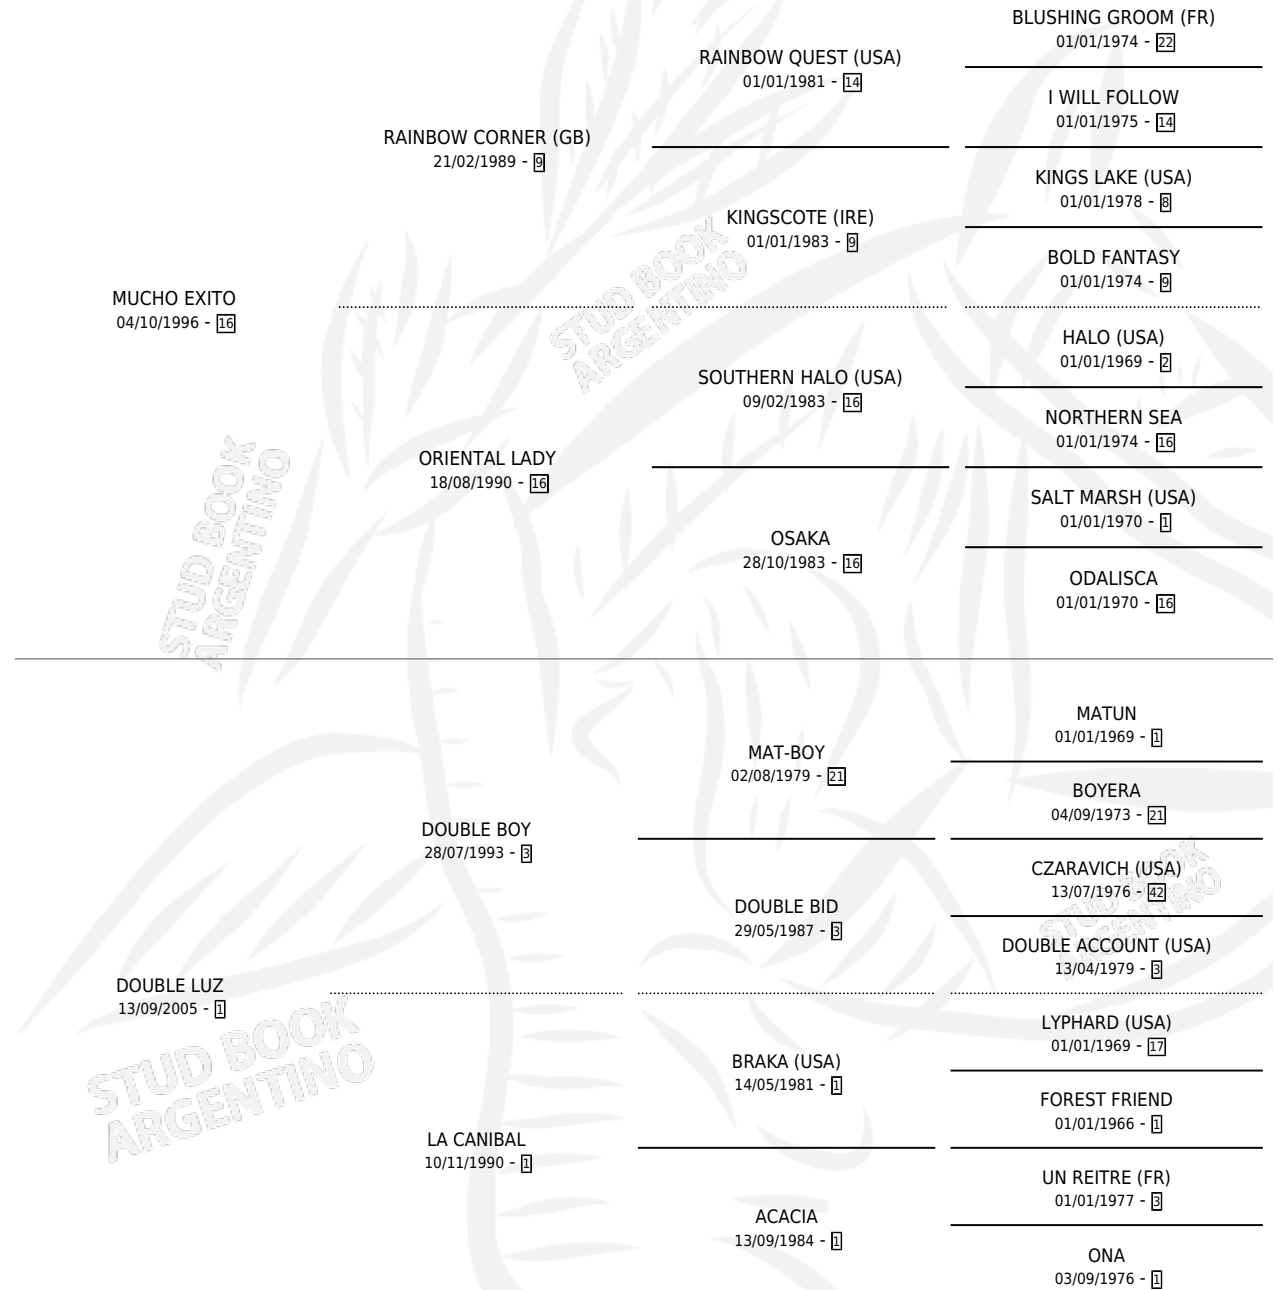 BLUSHING GROOM (FR)
01/01/1974 - 22
RAINBOW QUEST (USA)
01/01/1981 - 14
I WILL FOLLOW
01/01/1975 - 14
RAINBOW CORNER (GB)
21/02/1989 - 9
KINGS LAKE (USA)
01/01/1978 - 8
KINGSCOTE (IRE)
01/01/1983 - 9
BOLD FANTASY
01/01/1974 - 9
MUCHO EXITO
04/10/1996 - 16
HALO (USA)
01/01/1969 - 2
SOUTHERN HALO (USA)
09/02/1983 - 16
NORTHERN SEA
01/01/1974 - 16
ORIENTAL LADY
18/08/1990 - 16
SALT MARSH (USA)
01/01/1970 - 1
OSAKA
28/10/1983 - 16
ODALISCA
01/01/1970 - 16
STUD BOOK
ARGENTINO
STUD BOOK
ARGENTINO
MATUN
01/01/1969 - 1
MAT-BOY
02/08/1979 - 21
BOYERA
04/09/1973 - 21
DOUBLE BOY
28/07/1993 - 3
CZARAVICH (USA)
13/07/1976 - 42
DOUBLE BID
29/05/1987 - 3
DOUBLE ACCOUNT (USA)
13/04/1979 - 3
STUD BOOK
ARGENTINO
DOUBLE LUZ
13/09/2005 - 1
LYPHARD (USA)
01/01/1969 - 17
BRAKA (USA)
14/05/1981 - 1
FOREST FRIEND
01/01/1966 - 1
STUD BOOK
ARGENTINO
LA CANIBAL
10/11/1990 - 1
UN REITRE (FR)
01/01/1977 - 3
ACACIA
13/09/1984 - 1
ONA
03/09/1976 - 1